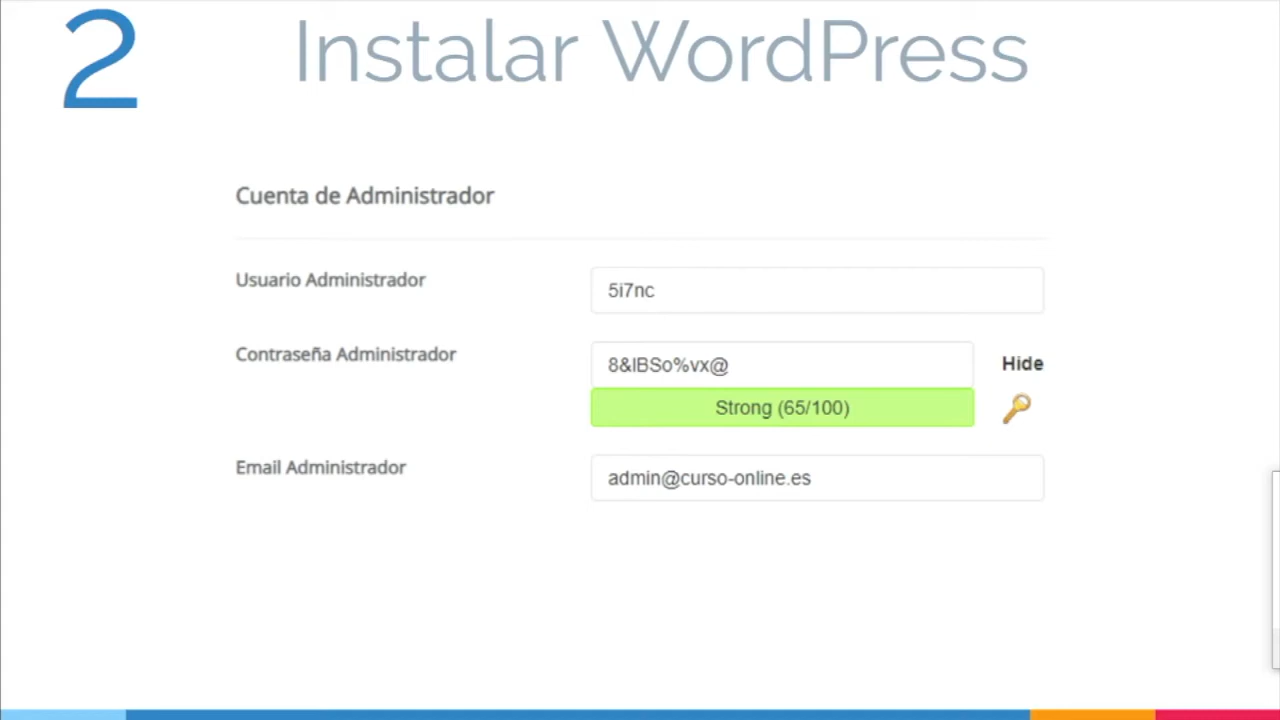 2 Instalar WordPress
Cuenta de Administrador
Usuario Administrador 5i7nc
Contraseña Administrador 8&IBSo%vx@ Hide
Strong (65/100)
Email Administrador admin@curso-online.es